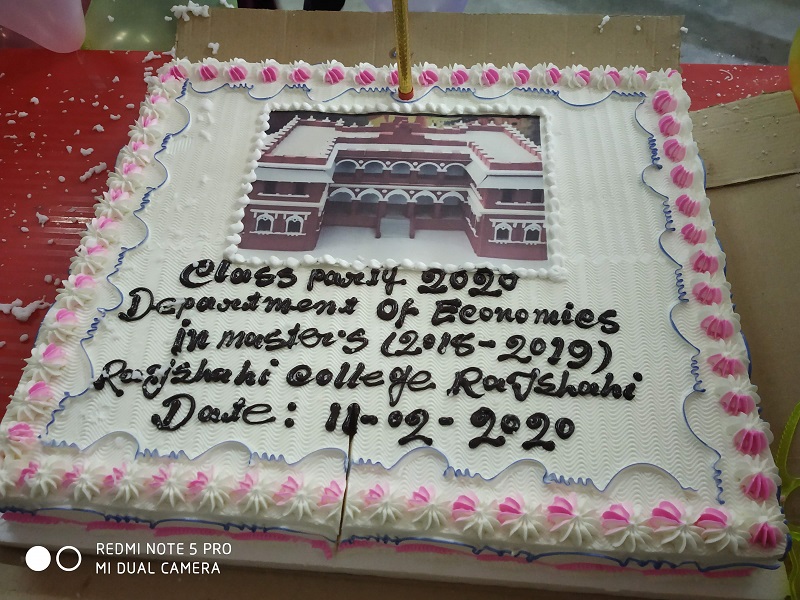 Class party 2020
Department Of Economies
in master's (2018-2019)
Rajshahi College Rajshahi
Date: 11-02-2020
REDMI NOTE 5 PRO
MI DUAL CAMERA